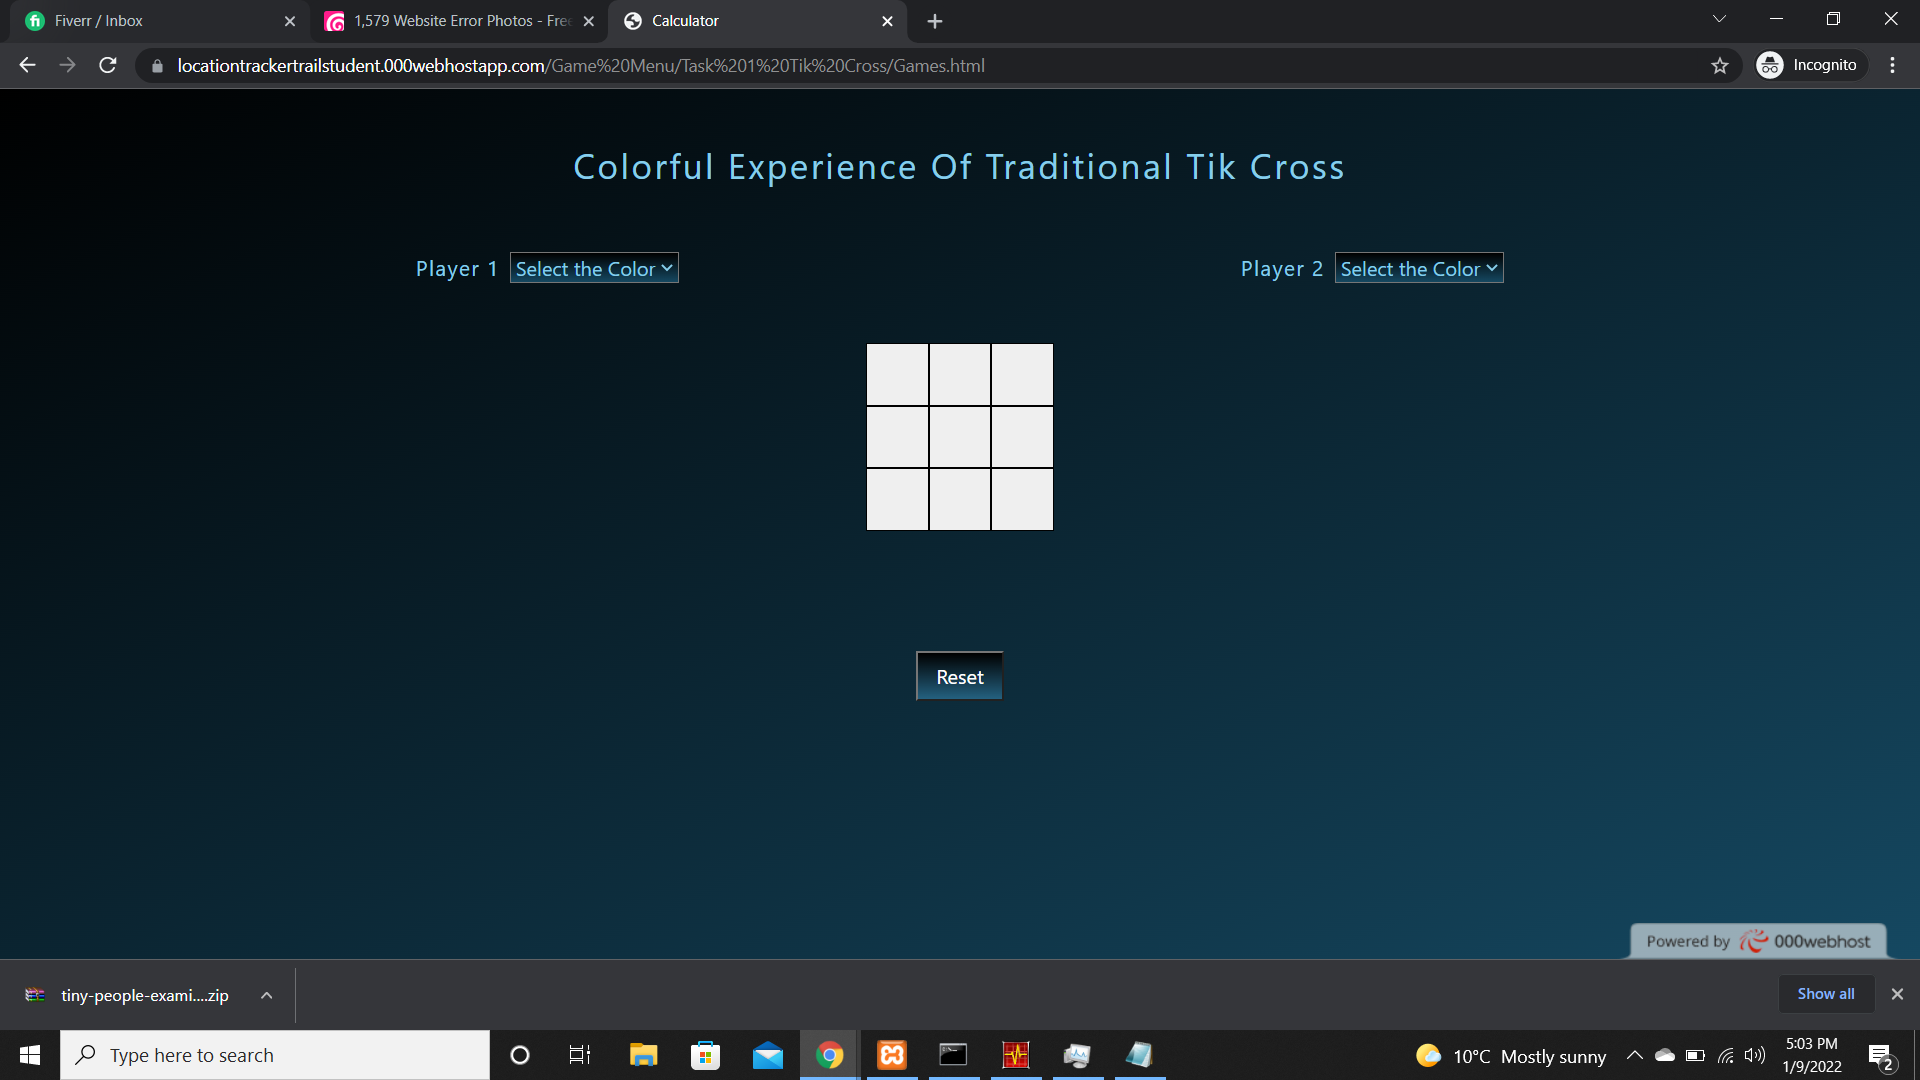 Fiverr / Inbox
1,579 Website Error Photos - Fre
Calculator
locationtrackertrailstudent.000webhostapp.com/Game%20Menu/Task%201%20Tik%20Cross/Games.html
Incognito
Colorful Experience Of Traditional Tik Cross
Player 1 Select the Color
Player 2 Select the Color
Reset
Powered by 000webhost
tiny-people-exami....zip
Show all
Type here to search
10°C Mostly sunny
5:03 PM
1/9/2022
2